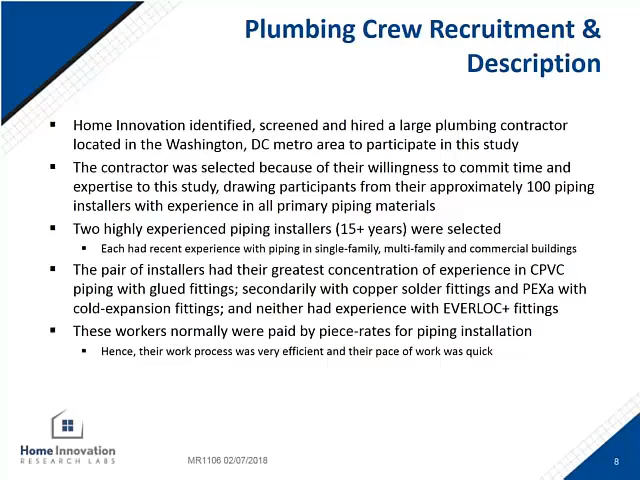 Plumbing Crew Recruitment &
Description
▪ Home Innovation identified, screened and hired a large plumbing contractor
located in the Washington, DC metro area to participate in this study
▪ The contractor was selected because of their willingness to commit time and
expertise to this study, drawing participants from their approximately 100 piping
installers with experience in all primary piping materials
▪ Two highly experienced piping installers (15+ years) were selected
▪ Each had recent experience with piping in single-family, multi-family and commercial buildings
▪ The pair of installers had their greatest concentration of experience in CPVC
piping with glued fittings; secondarily with copper solder fittings and PEXa with
cold-expansion fittings; and neither had experience with EVERLOC+ fittings
▪ These workers normally were paid by piece-rates for piping installation
▪ Hence, their work process was very efficient and their pace of work was quick
Home Innovation
RESEARCH LABS
MR1106 02/07/2018
8